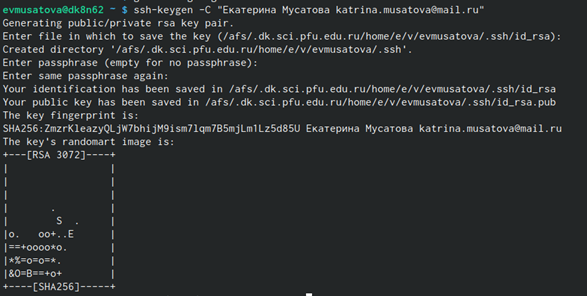 evmusatova@dk8n62 ~ $ ssh-keygen -C "Екатерина Мусатова katrina.musatova@mail.ru"
Generating public/private rsa key pair.
Enter file in which to save the key (/afs/.dk.sci.pfu.edu.ru/home/e/v/evmusatova/.ssh/id_rsa):
Created directory '/afs/.dk.sci.pfu.edu.ru/home/e/v/evmusatova/.ssh'.
Enter passphrase (empty for no passphrase):
Enter same passphrase again:
Your identification has been saved in /afs/.dk.sci.pfu.edu.ru/home/e/v/evmusatova/.ssh/id_rsa
Your public key has been saved in /afs/.dk.sci.pfu.edu.ru/home/e/v/evmusatova/.ssh/id_rsa.pub
The key fingerprint is:
SHA256:ZmzrKleazyQLjW7bhijM9ism7lqm7B5mjLm1Lz5d85U Екатерина Мусатова katrina.musatova@mail.ru
The key's randomart image is:
+---[RSA 3072]----+
|                 |
|                 |
|                 |
|       .         |
|        S  .     |
|o.   oo+..E      |
|==+oooo*o.       |
|*%=o=o=*.        |
|&O=B==+o+        |
+----[SHA256]-----+